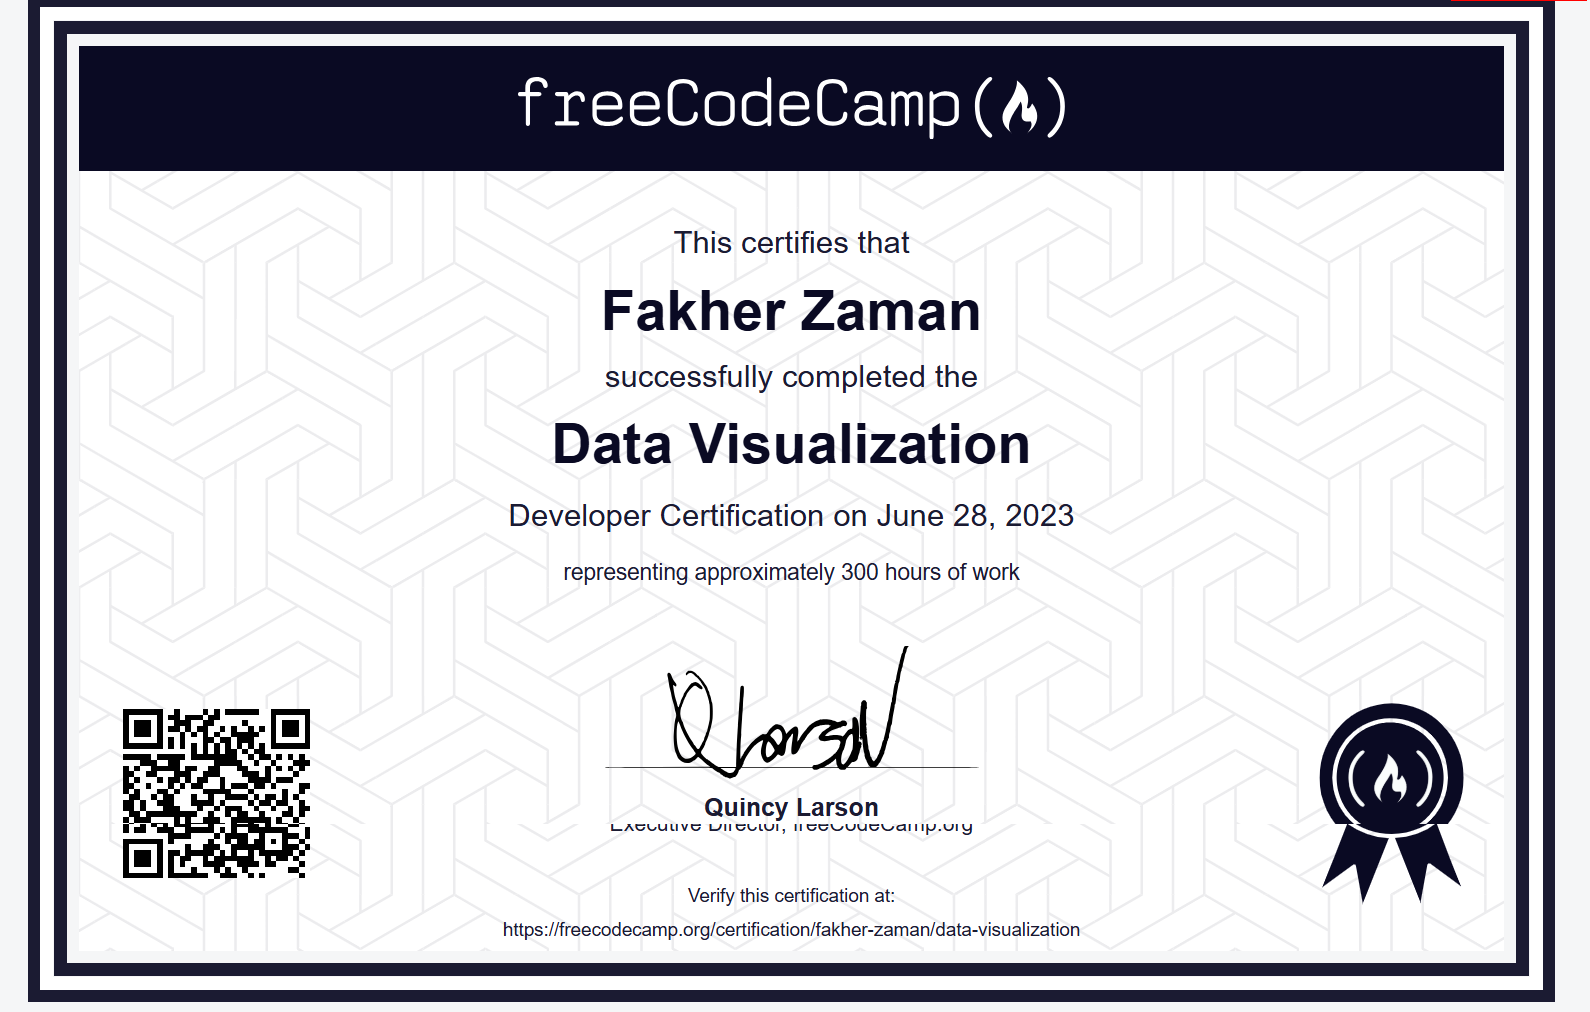 freeCodeCamp
This certifies that
Fakher Zaman
successfully completed the
Data Visualization
Developer Certification on June 28, 2023
representing approximately 300 hours of work
Quincy Larson
Executive Director, freeCodeCamp.org
Verify this certification at:
https://freecodecamp.org/certification/fakher-zaman/data-visualization